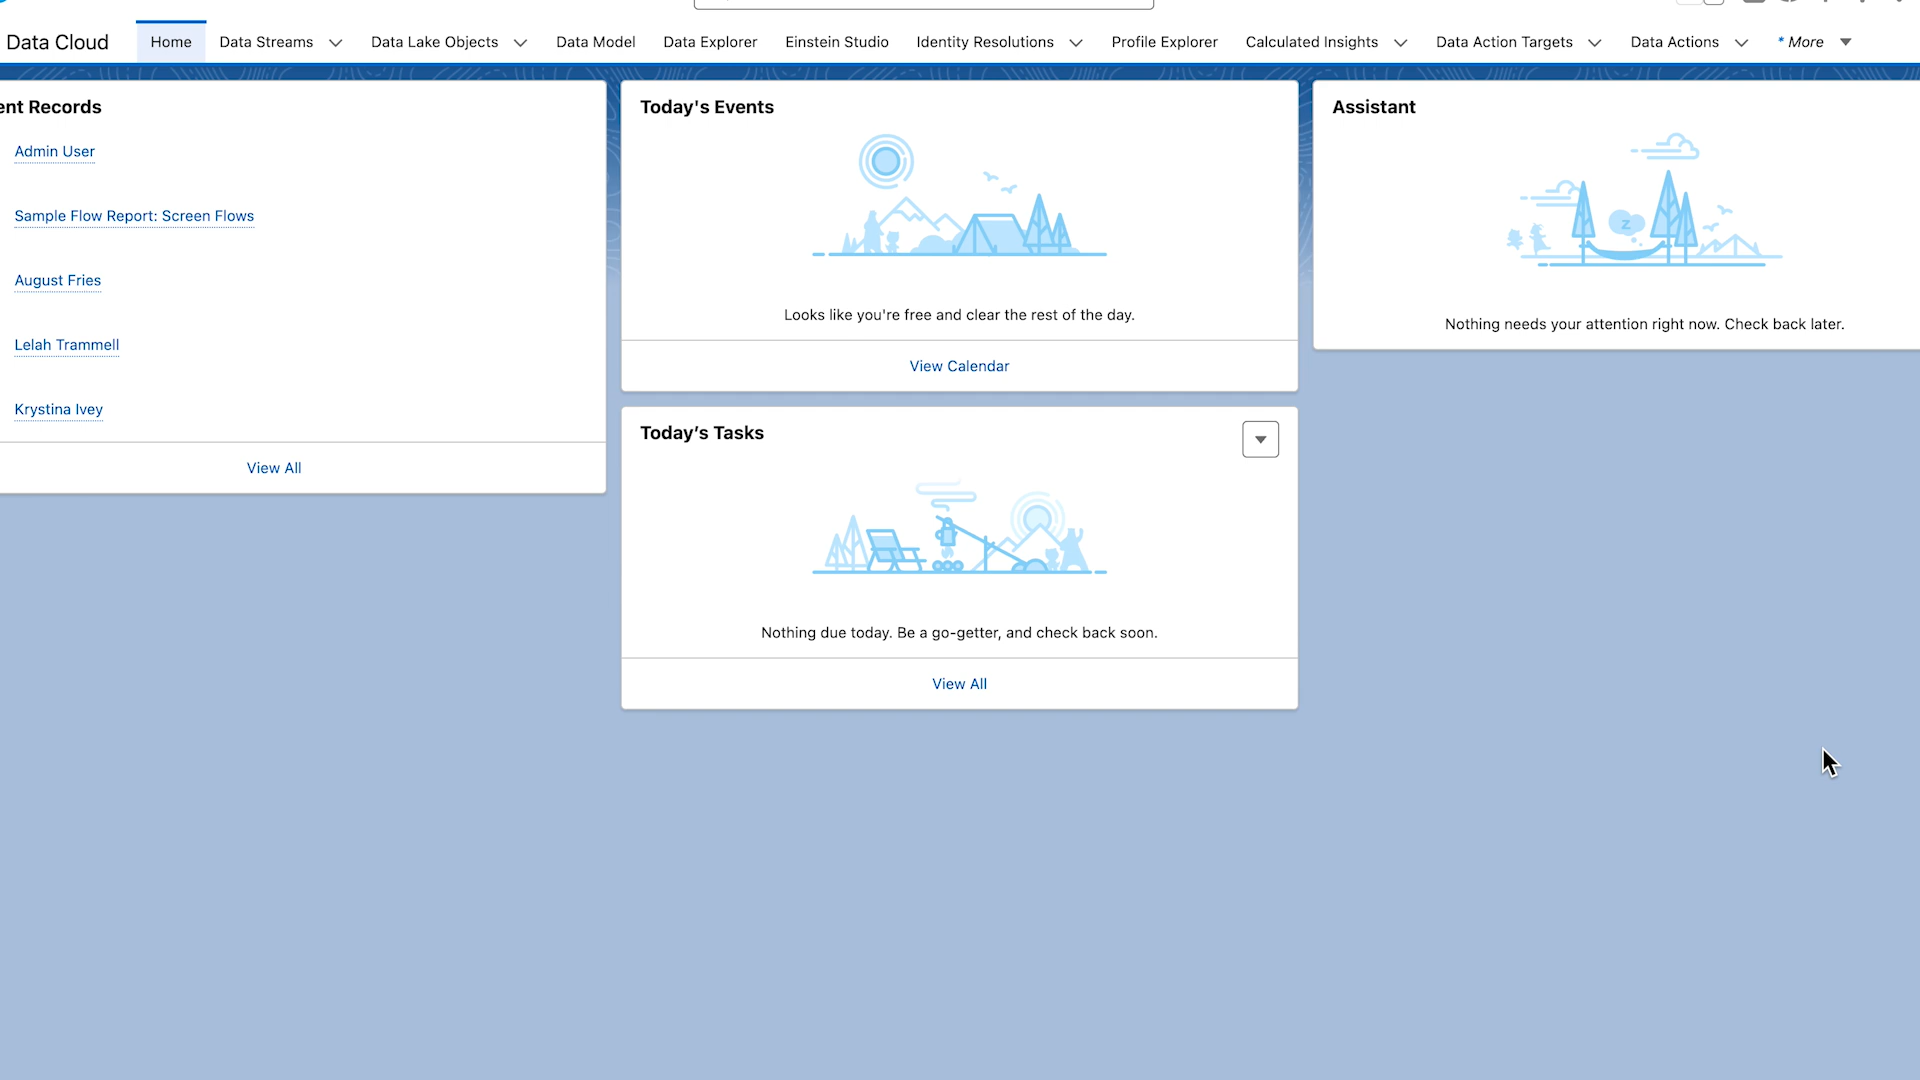 Data Cloud
Home
Data Streams
Data Lake Objects
Data Model
Data Explorer
Einstein Studio
Identity Resolutions
Profile Explorer
Calculated Insights
Data Action Targets
Data Actions
* More
ent Records
Admin User
Sample Flow Report: Screen Flows
August Fries
Lelah Trammell
Krystina Ivey
View All
Today's Events
Looks like you're free and clear the rest of the day.
View Calendar
Today’s Tasks
Nothing due today. Be a go-getter, and check back soon.
View All
Assistant
z
Nothing needs your attention right now. Check back later.